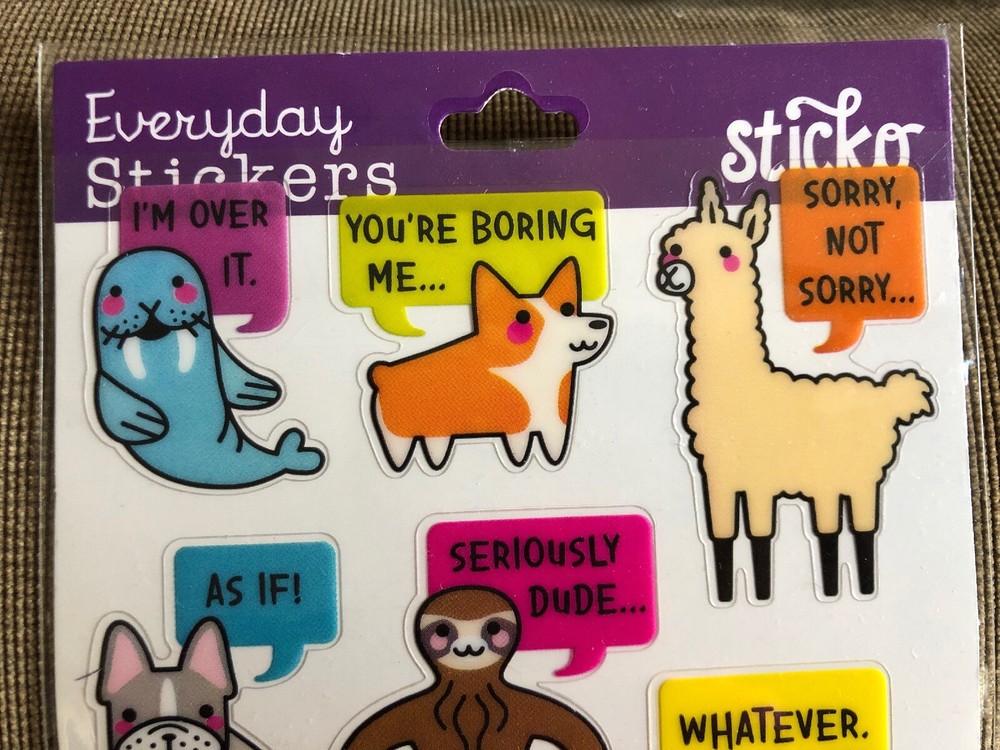 Everyday
Stickers
sticko
I'M OVER
IT.
YOU'RE BORING
ME...
SORRY,
NOT
SORRY...
AS IF!
SERIOUSLY
DUDE...
WHATEVER.